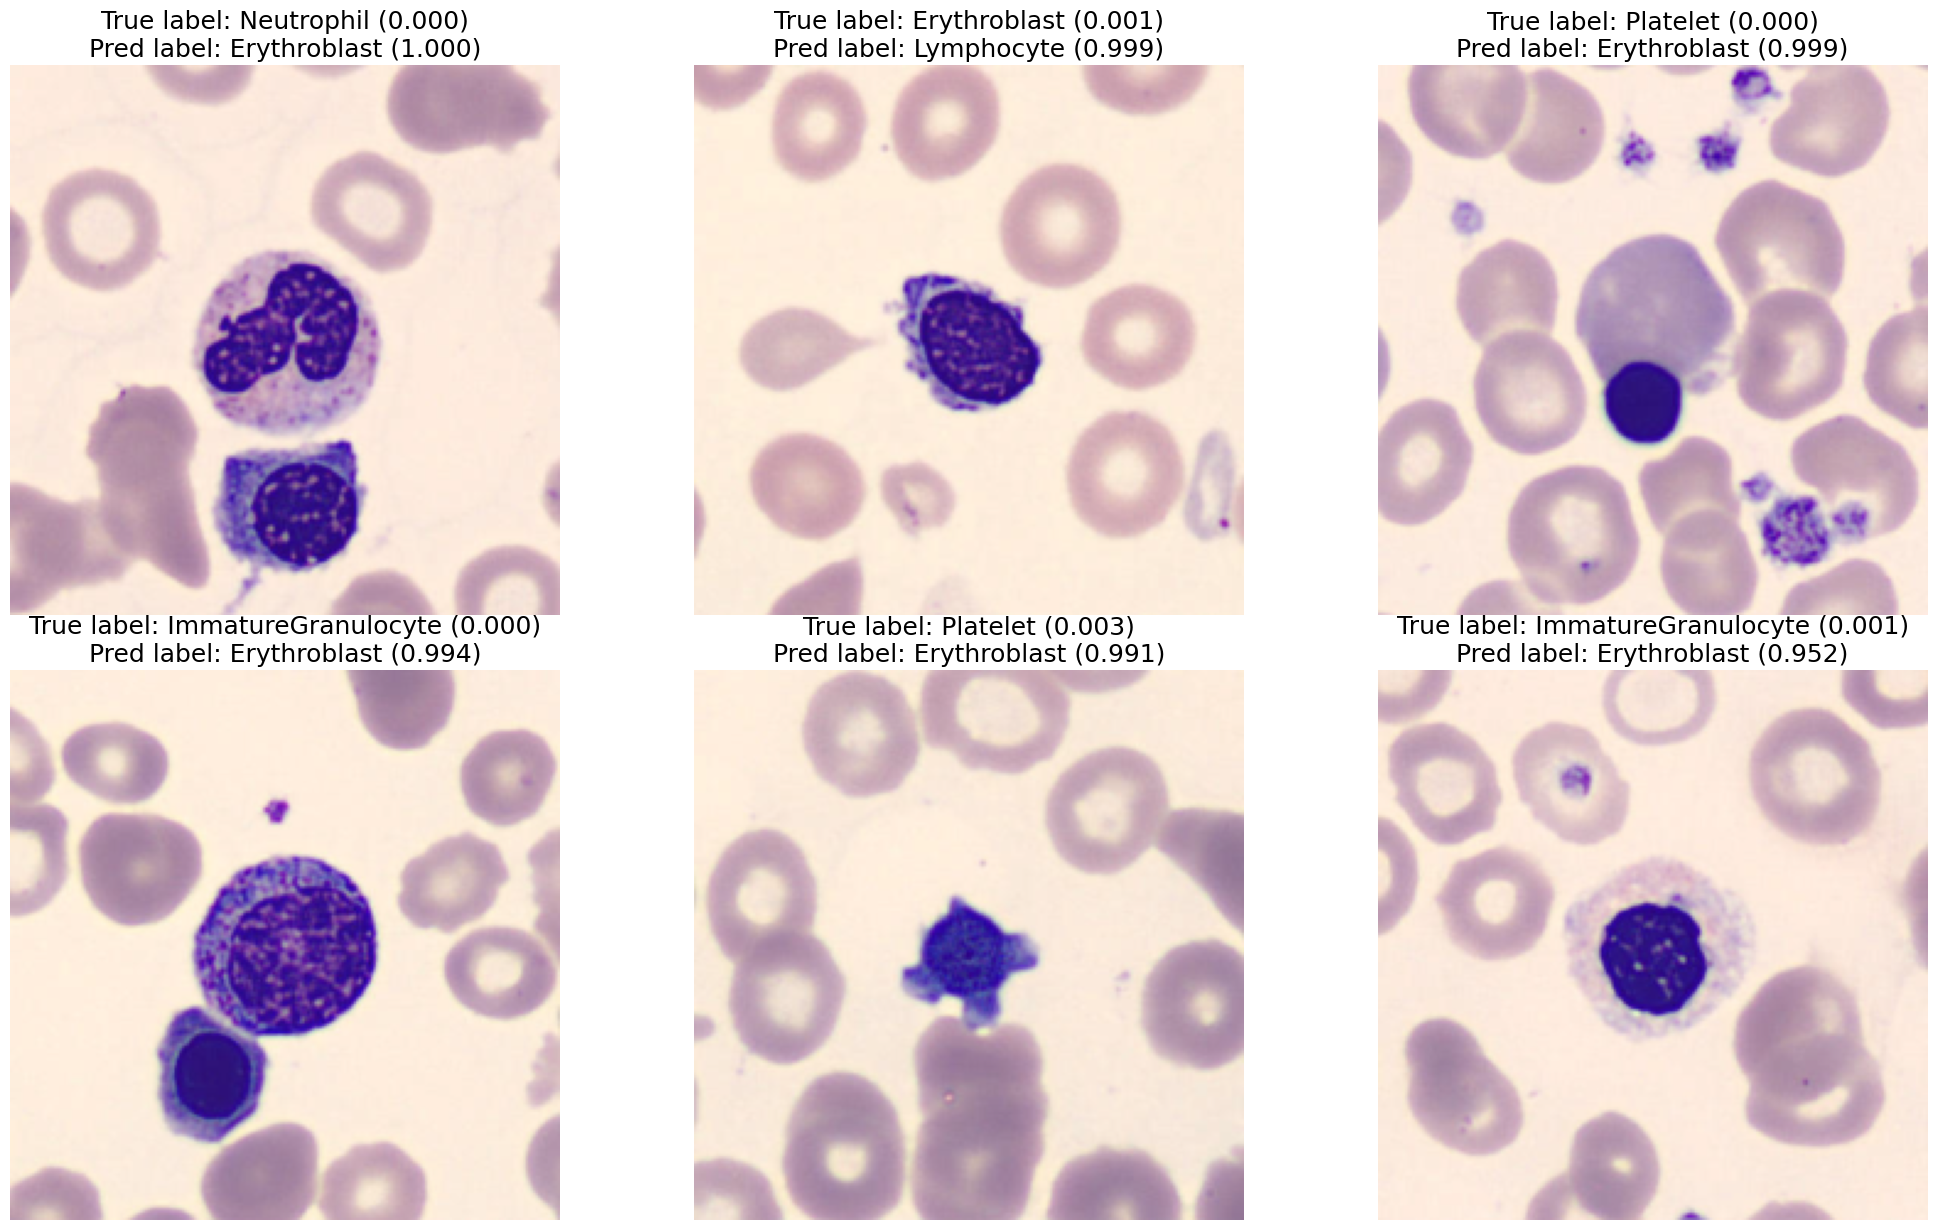 True label: Neutrophil (0.000)
Pred label: Erythroblast (1.000)
True label: Erythroblast (0.001)
Pred label: Lymphocyte (0.999)
True label: Platelet (0.000)
Pred label: Erythroblast (0.999)
True label: ImmatureGranulocyte (0.000)
Pred label: Erythroblast (0.994)
True label: Platelet (0.003)
Pred label: Erythroblast (0.991)
True label: ImmatureGranulocyte (0.001)
Pred label: Erythroblast (0.952)